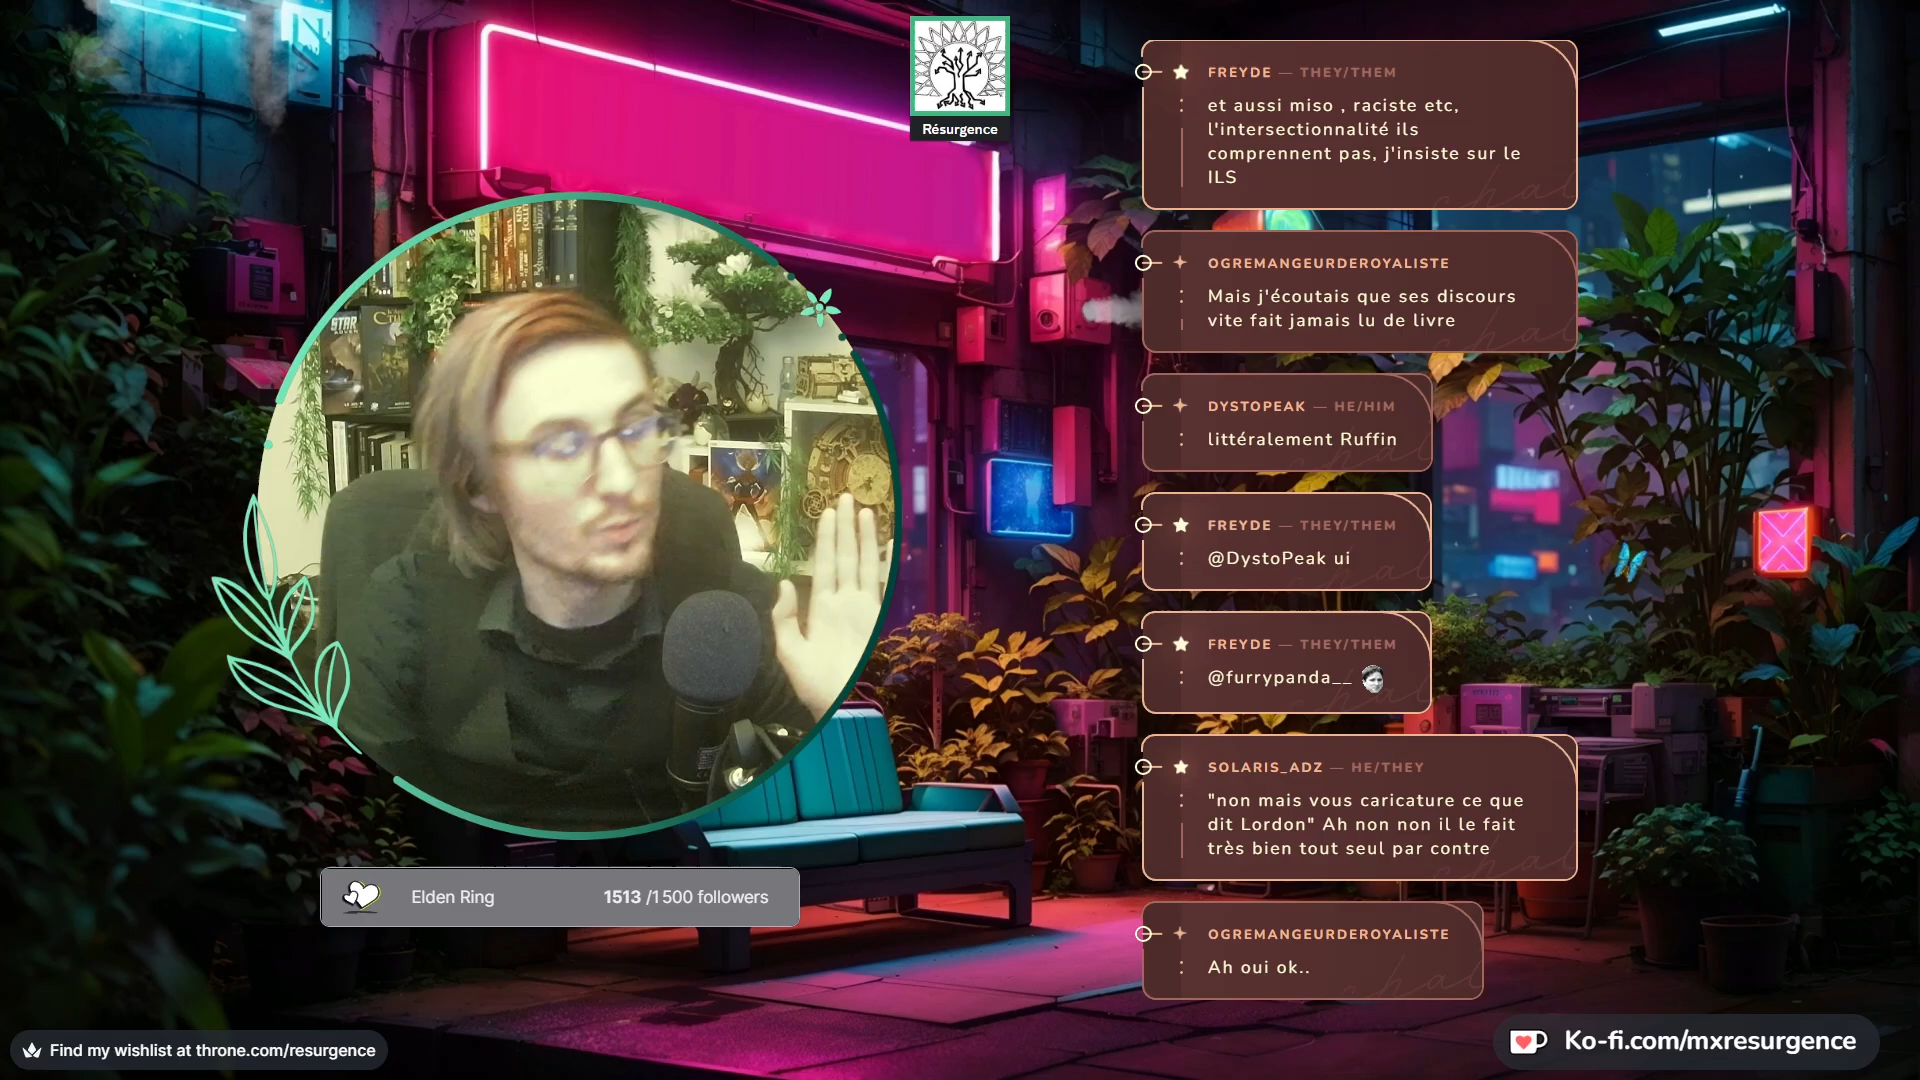 Résurgence
FREYDE — THEY/THEM
et aussi miso , raciste etc,
l'intersectionnalité ils
comprennent pas, j'insiste sur le
ILS
OGREMANGEURDEROYALISTE
Mais j'écoutais que ses discours
vite fait jamais lu de livre
DYSTOPEAK — HE/HIM
littéralement Ruffin
FREYDE — THEY/THEM
@DystoPeak ui
FREYDE — THEY/THEM
@furrypanda__
SOLARIS_ADZ — HE/THEY
"non mais vous caricature ce que
dit Lordon" Ah non non il le fait
très bien tout seul par contre
OGREMANGEURDEROYALISTE
Ah oui ok..
STAR
Elden Ring 1513 /1 500 followers
Find my wishlist at throne.com/resurgence
Ko-fi.com/mxresurgence